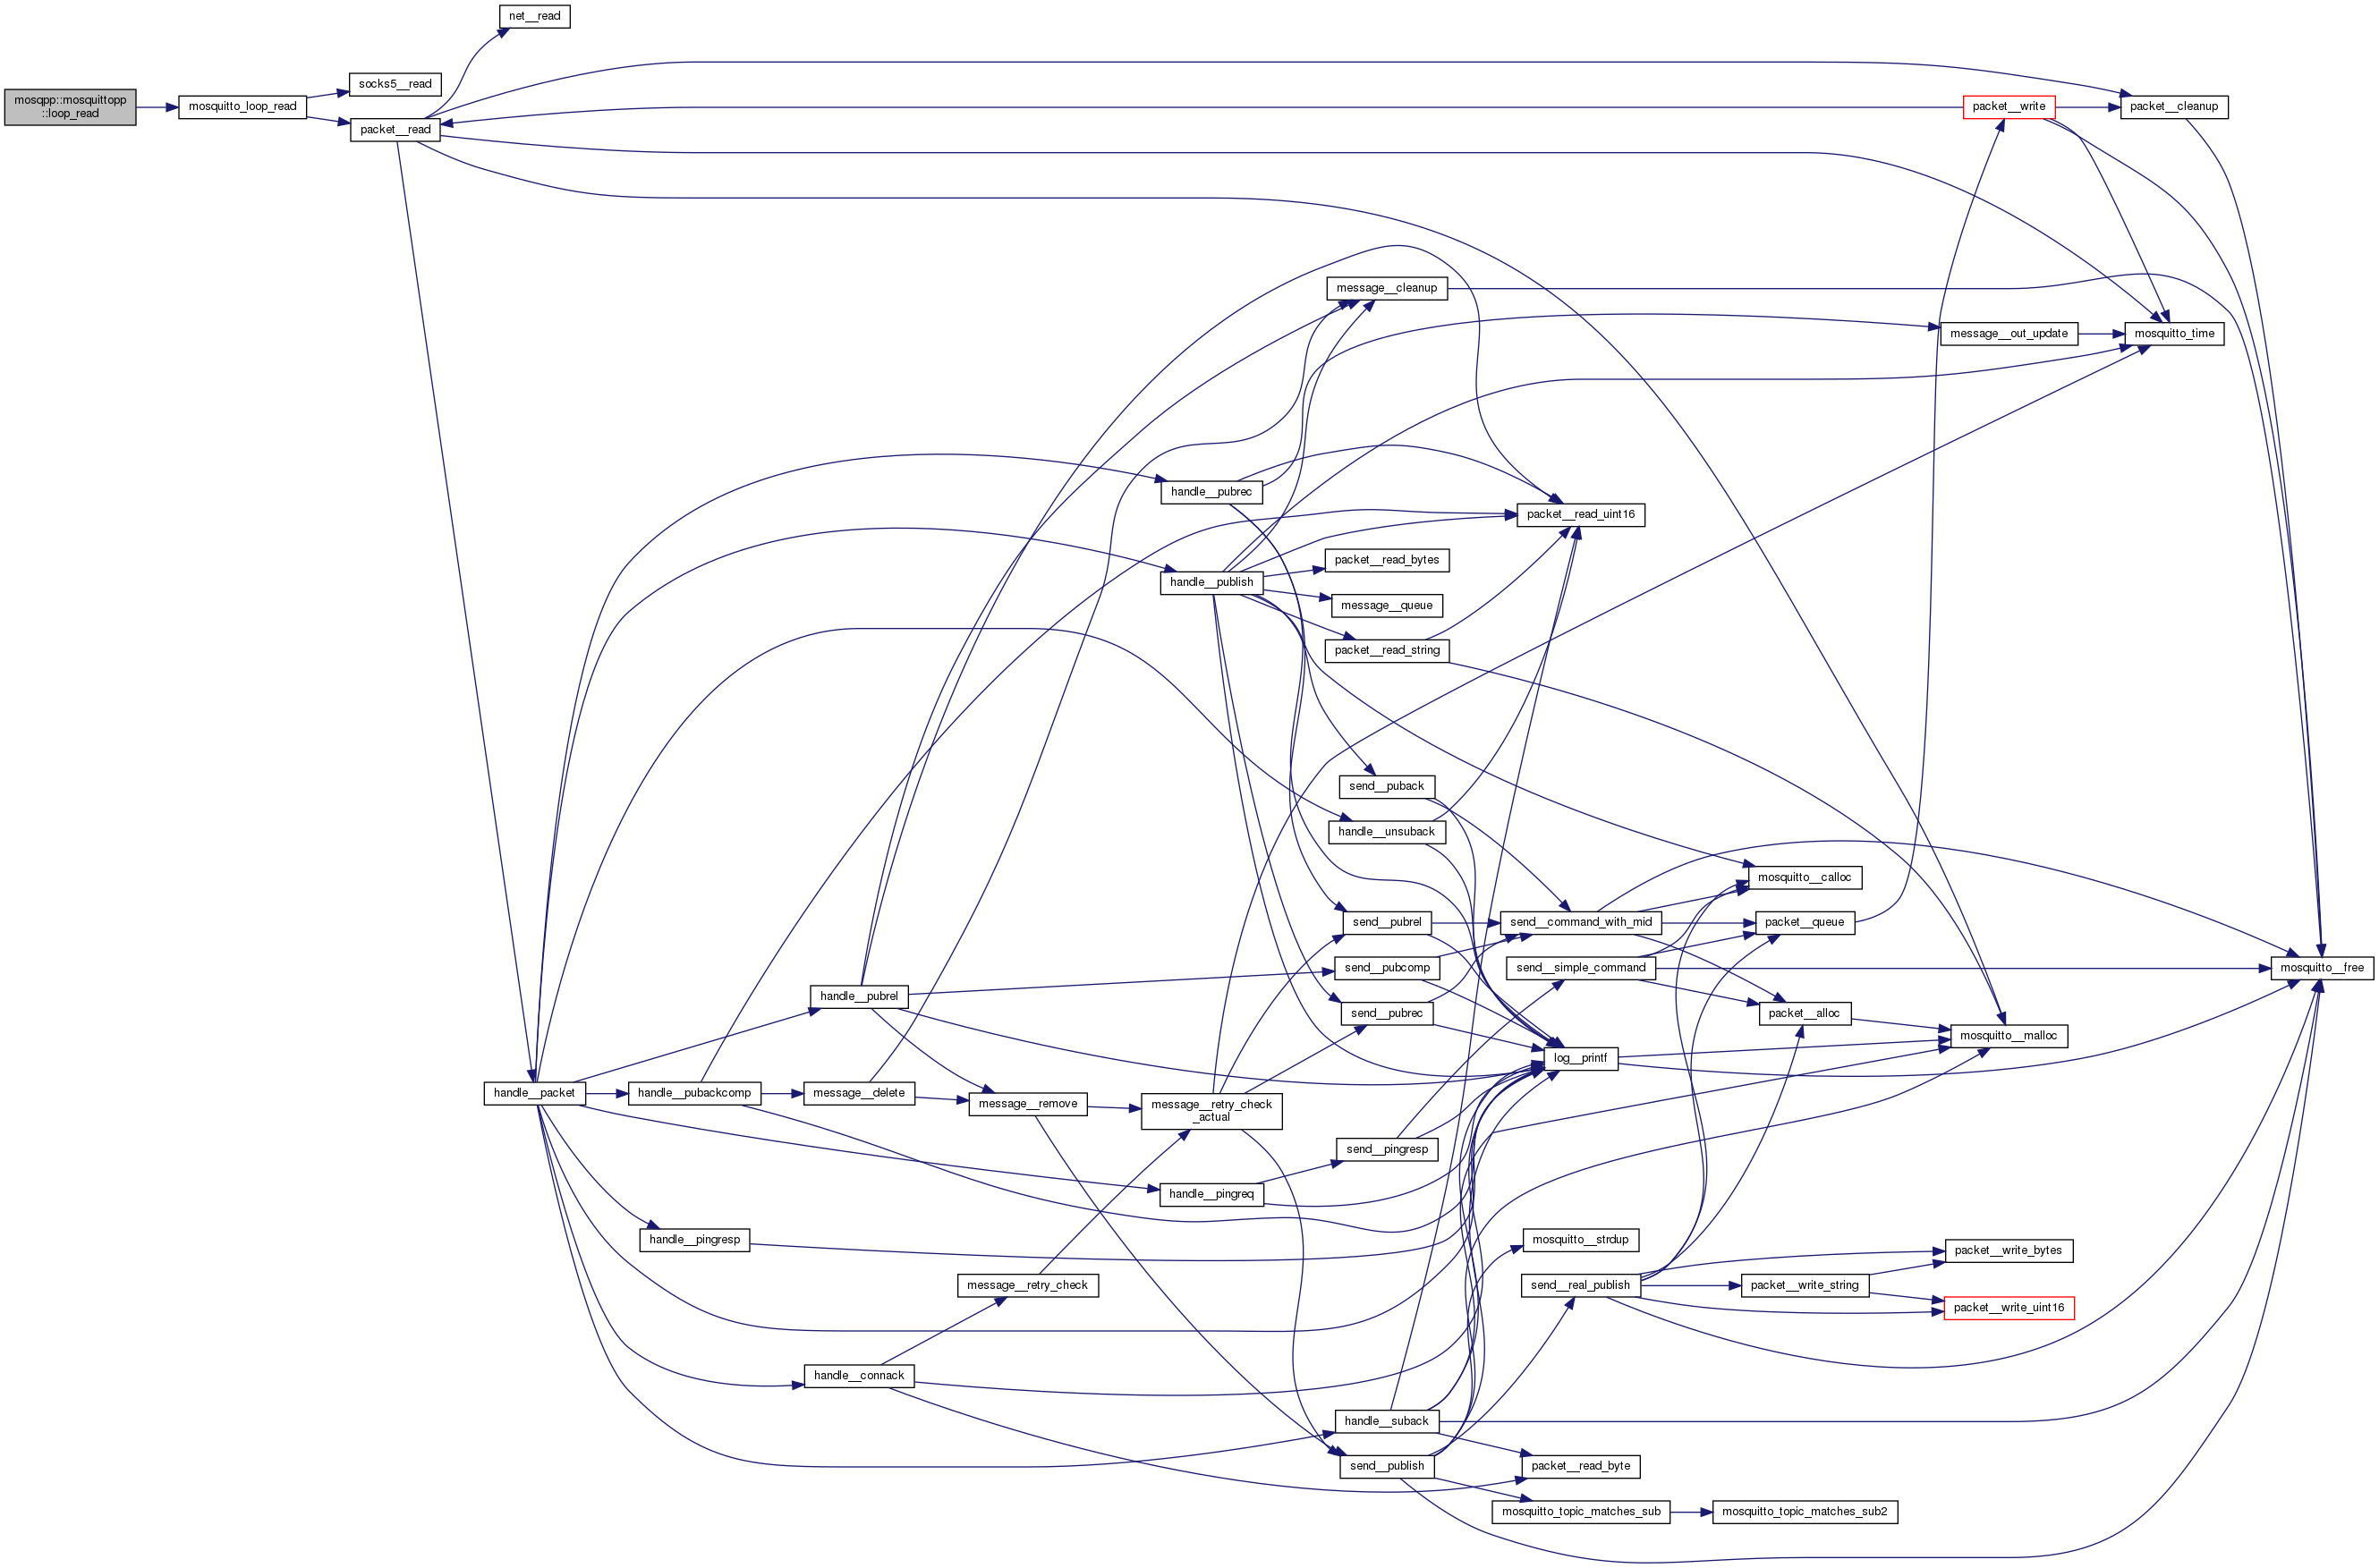 net__read
socks5__read
mosqpp::mosquittopp
::loop_read
mosquitto_loop_read
packet__write
packet__cleanup
packet__read
message__cleanup
message__out_update
mosquitto_time
handle__pubrec
packet__read_uint16
packet__read_bytes
handle__publish
message__queue
packet__read_string
send__puback
handle__unsuback
mosquitto__calloc
send__pubrel
send__command_with_mid
packet__queue
send__pubcomp
send__simple_command
mosquitto__free
handle__pubrel
send__pubrec
packet__alloc
mosquitto__malloc
log__printf
handle__packet
handle__pubackcomp
message__delete
message__remove
message__retry_check
_actual
send__pingresp
handle__pingreq
handle__pingresp
mosquitto__strdup
packet__write_bytes
message__retry_check
send__real_publish
packet__write_string
packet__write_uint16
handle__connack
handle__suback
send__publish
packet__read_byte
mosquitto_topic_matches_sub
mosquitto_topic_matches_sub2